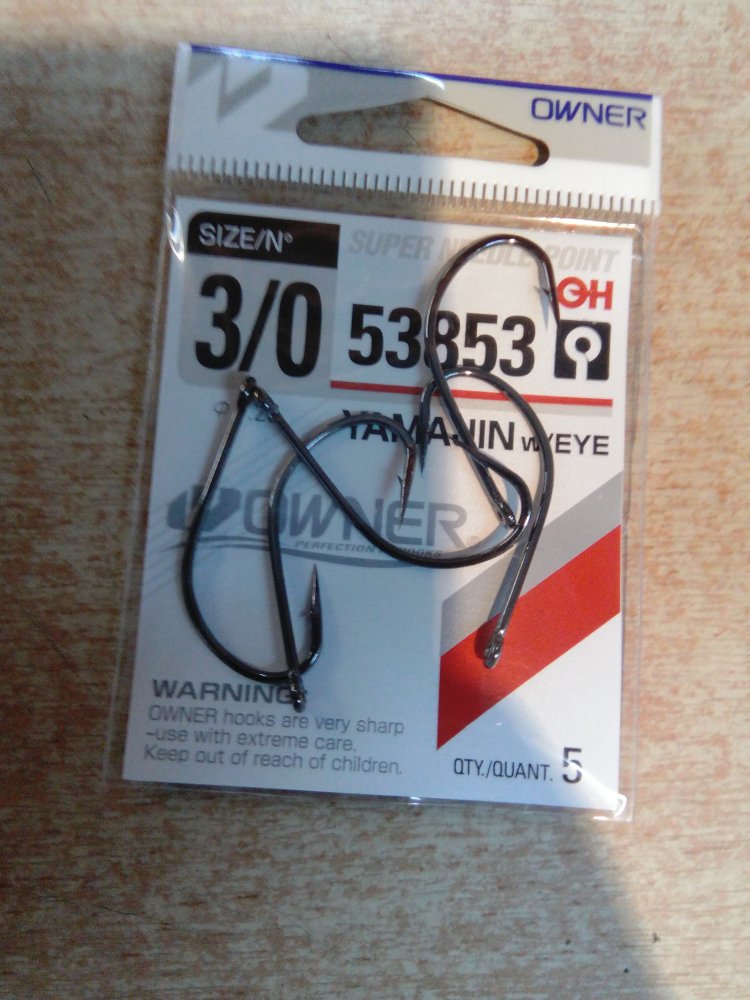 OWNER
SIZE/Nº
SUPER NEEDLE POINT
3/0
53853
YAMAJIN W/EYE
OWNER
PERFECTION HOOKS
WARNING:
OWNER hooks are very sharp
-use with extreme care.
Keep out of reach of children.
QTY./QUANT. 5